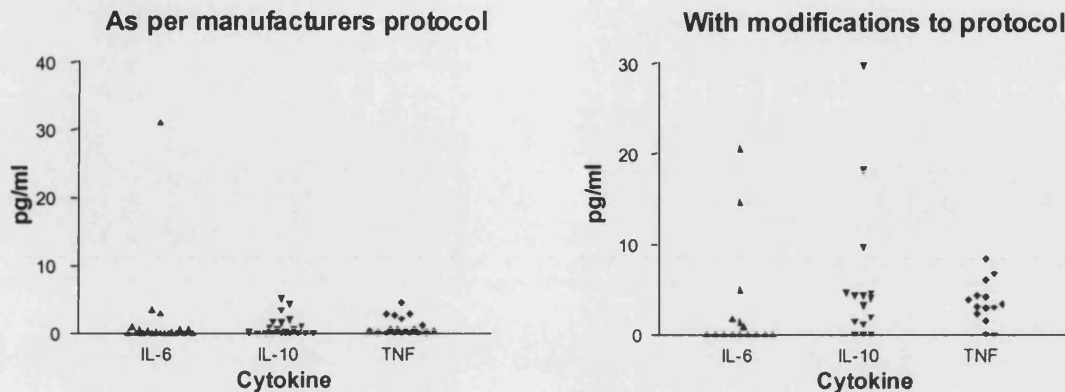 As per manufacturers protocol
40
30
20
10
0
pg/ml
IL-6 IL-10 TNF
Cytokine
With modifications to protocol
30
20
10
0
pg/ml
IL-6 IL-10 TNF
Cytokine